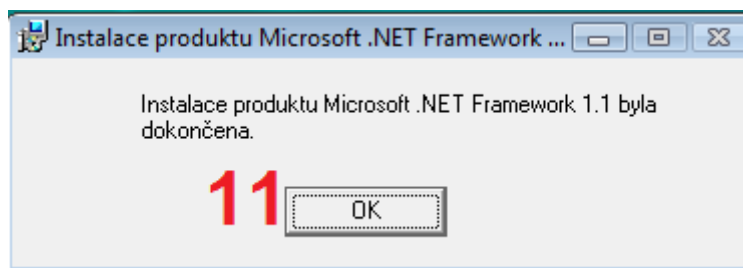 Instalace produktu Microsoft .NET Framework ...
Instalace produktu Microsoft .NET Framework 1.1 byla
dokončena.
11
OK